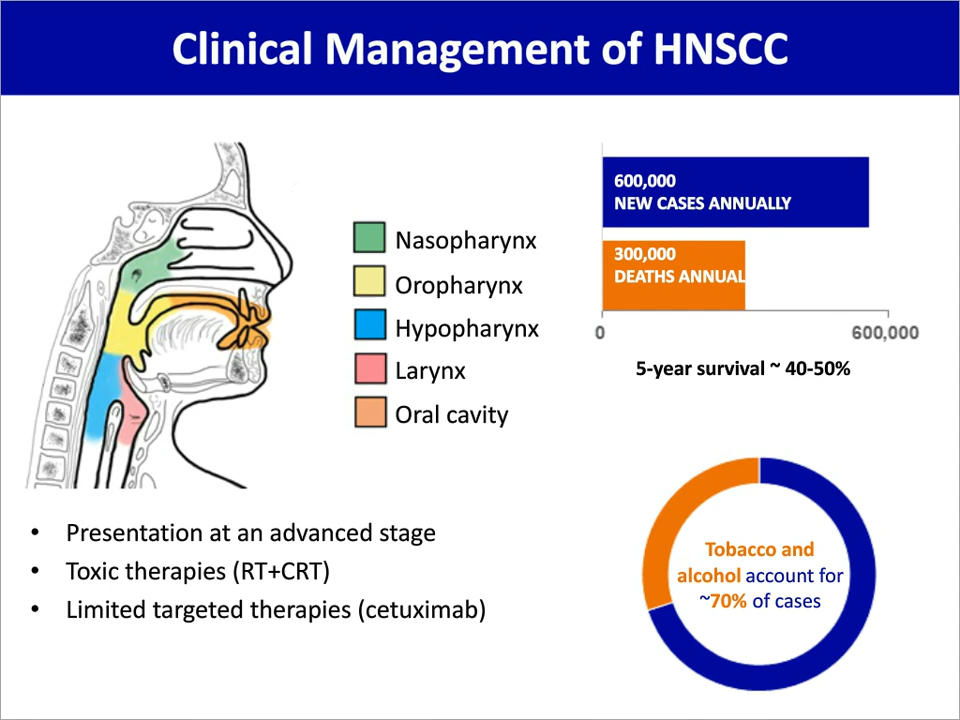 Clinical Management of HNSCC
Nasopharynx
Oropharynx
Hypopharynx
Larynx
Oral cavity
600,000
NEW CASES ANNUALLY
300,000
DEATHS ANNUAL
0
600,000
5-year survival ~ 40-50%
• Presentation at an advanced stage
• Toxic therapies (RT+CRT)
• Limited targeted therapies (cetuximab)
Tobacco and
alcohol account for
~70% of cases